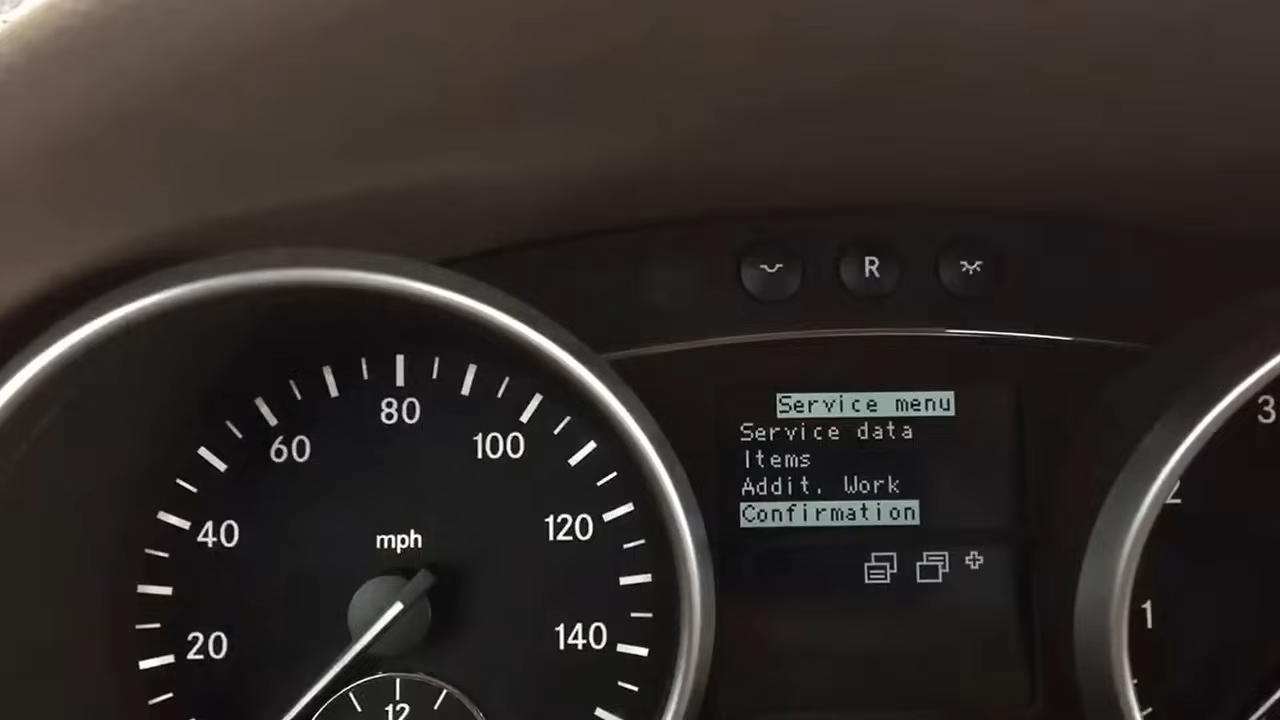 R
Service menu
Service data
Items
Addit. Work
Confirmation
20
40
60
80
100
120
140
mph
12
1
2
3